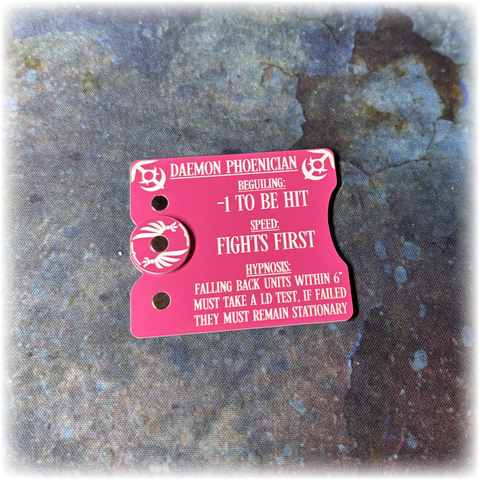 DAEMON PHOENICIAN
BEGUILING:
-1 TO BE HIT
SPEED:
FIGHTS FIRST
HYPNOSIS:
FALLING BACK UNITS WITHIN 6"
MUST TAKE A LD TEST, IF FAILED
THEY MUST REMAIN STATIONARY